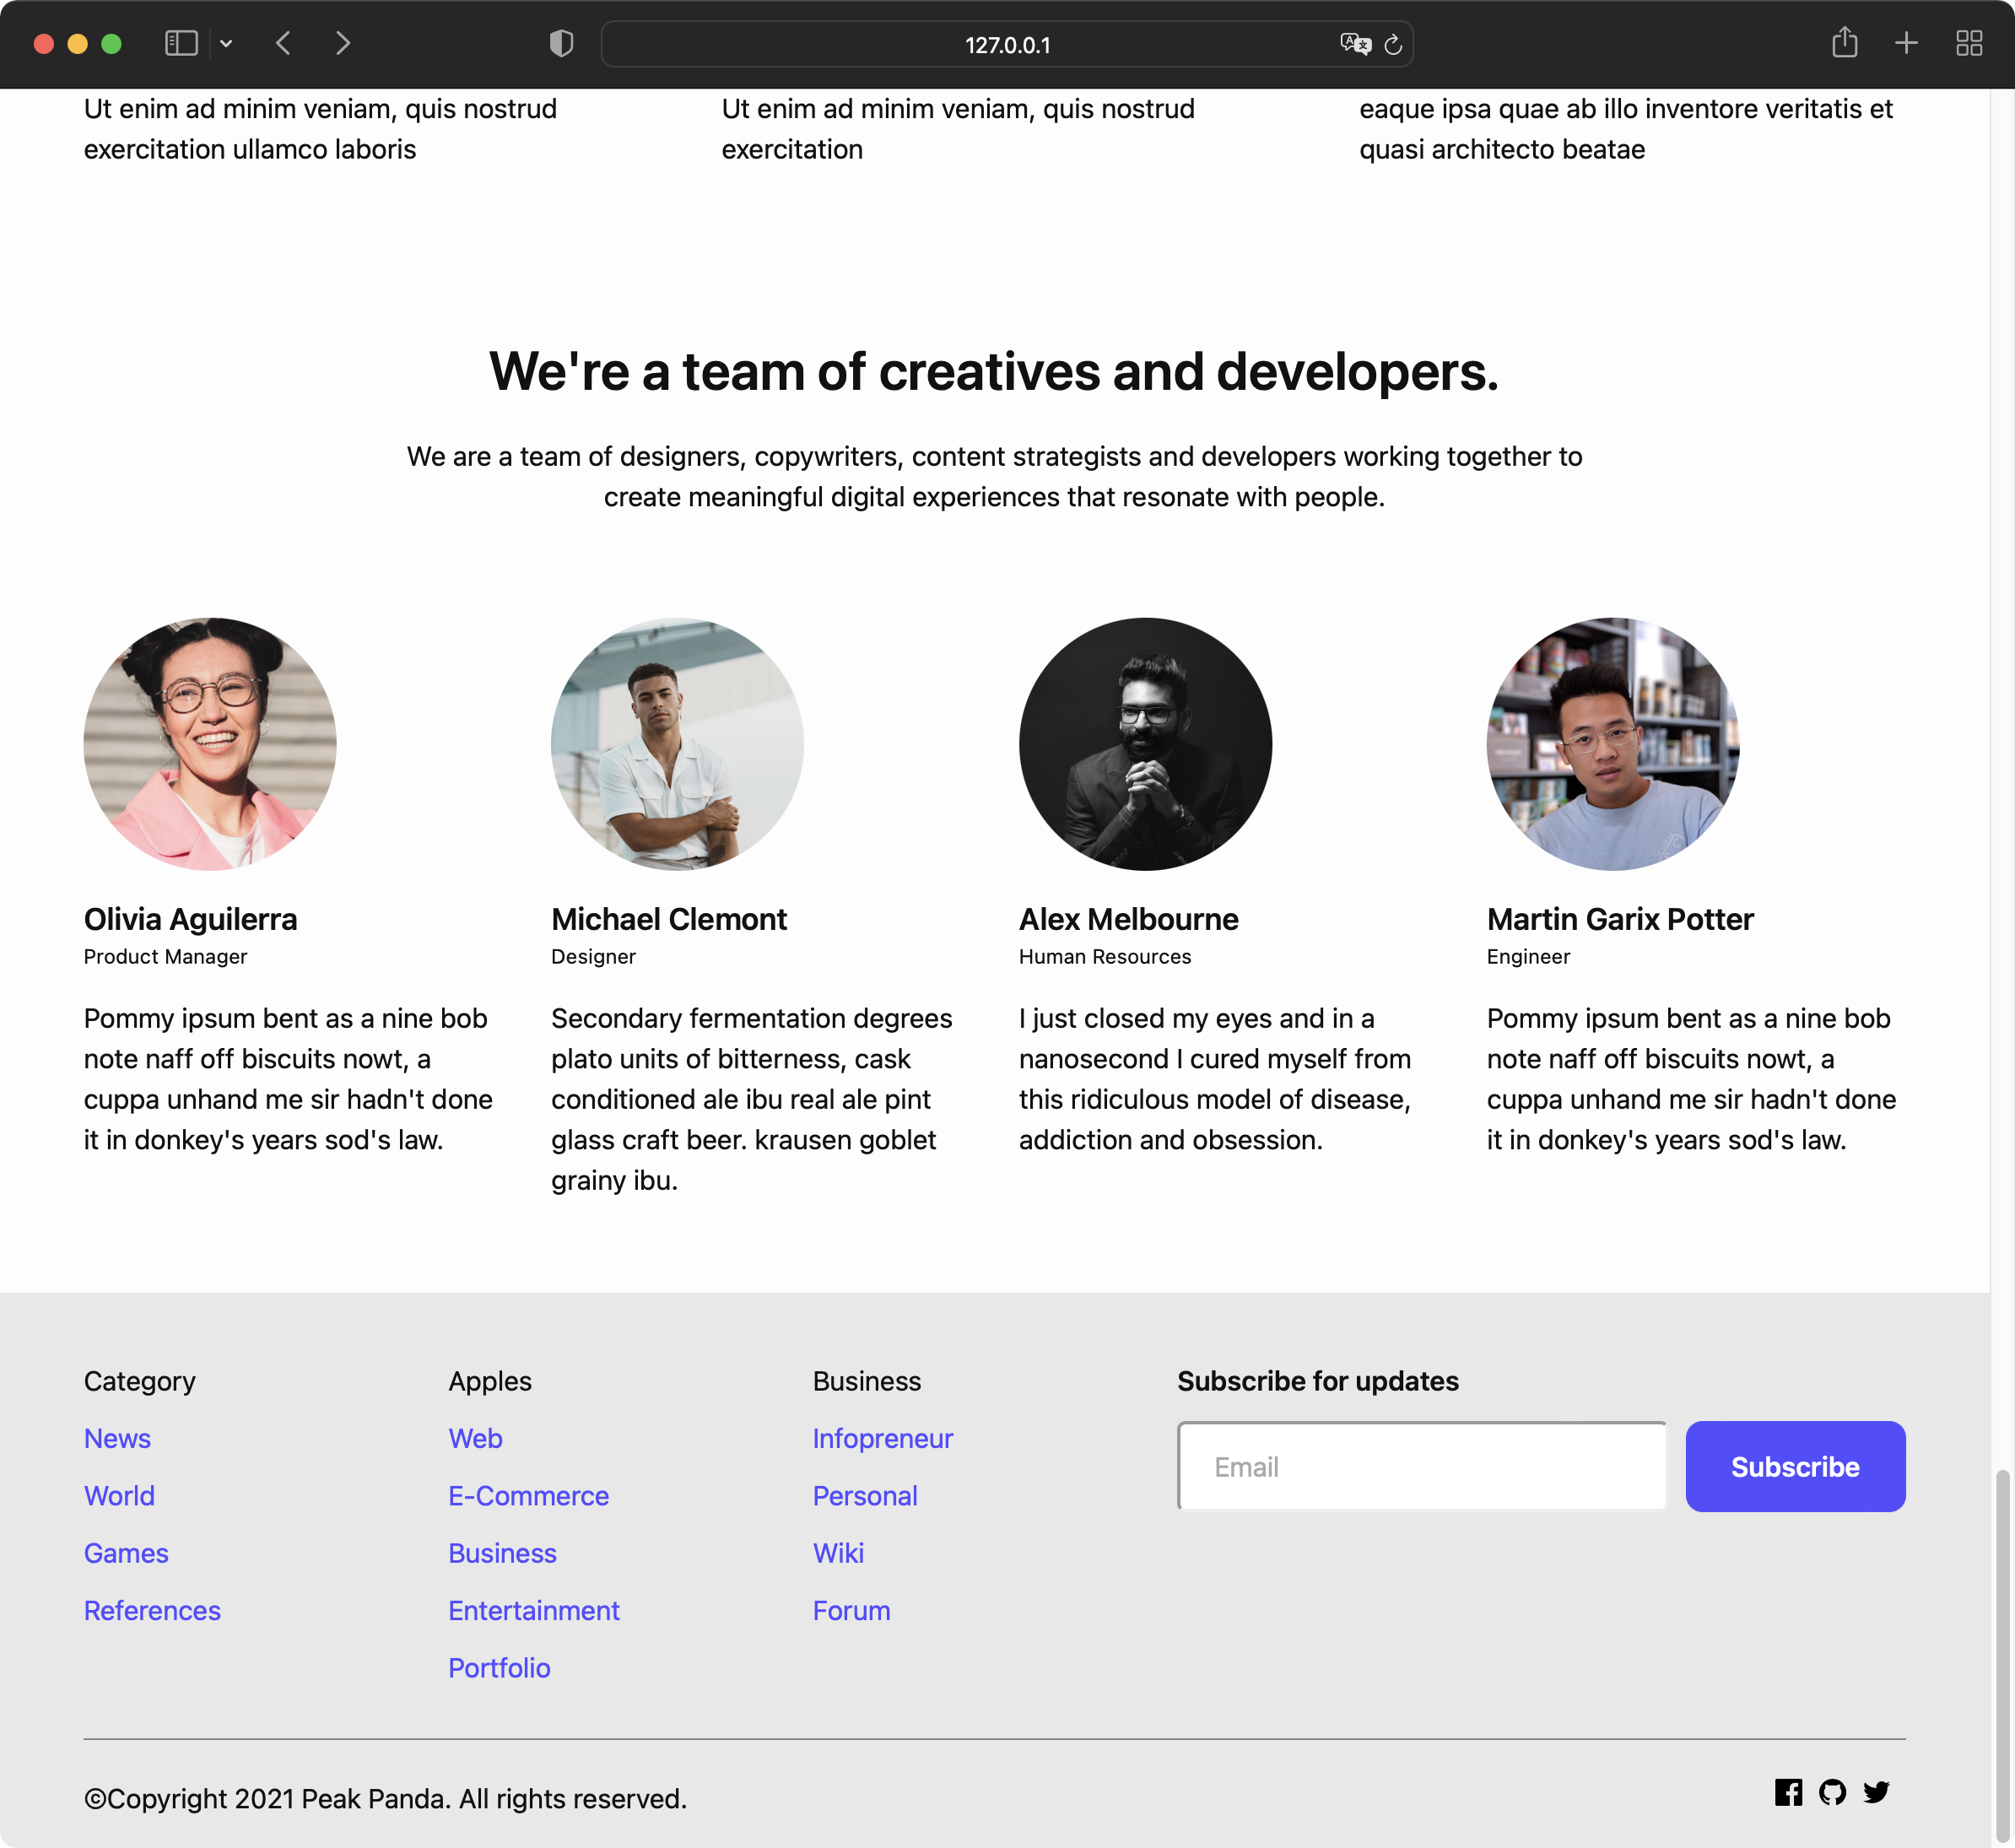 127.0.0.1
Ut enim ad minim veniam, quis nostrud
exercitation ullamco laboris
Ut enim ad minim veniam, quis nostrud
exercitation
eaque ipsa quae ab illo inventore veritatis et
quasi architecto beatae
We're a team of creatives and developers.
We are a team of designers, copywriters, content strategists and developers working together to
create meaningful digital experiences that resonate with people.
Olivia Aguilerra
Product Manager
Pommy ipsum bent as a nine bob
note naff off biscuits nowt, a
cuppa unhand me sir hadn't done
it in donkey's years sod's law.
Michael Clemont
Designer
Secondary fermentation degrees
plato units of bitterness, cask
conditioned ale ibu real ale pint
glass craft beer. krausen goblet
grainy ibu.
Alex Melbourne
Human Resources
I just closed my eyes and in a
nanosecond I cured myself from
this ridiculous model of disease,
addiction and obsession.
Martin Garix Potter
Engineer
Pommy ipsum bent as a nine bob
note naff off biscuits nowt, a
cuppa unhand me sir hadn't done
it in donkey's years sod's law.
Category
News
World
Games
References
Apples
Web
E-Commerce
Business
Entertainment
Portfolio
Business
Infopreneur
Personal
Wiki
Forum
Subscribe for updates
Email
Subscribe
©Copyright 2021 Peak Panda. All rights reserved.